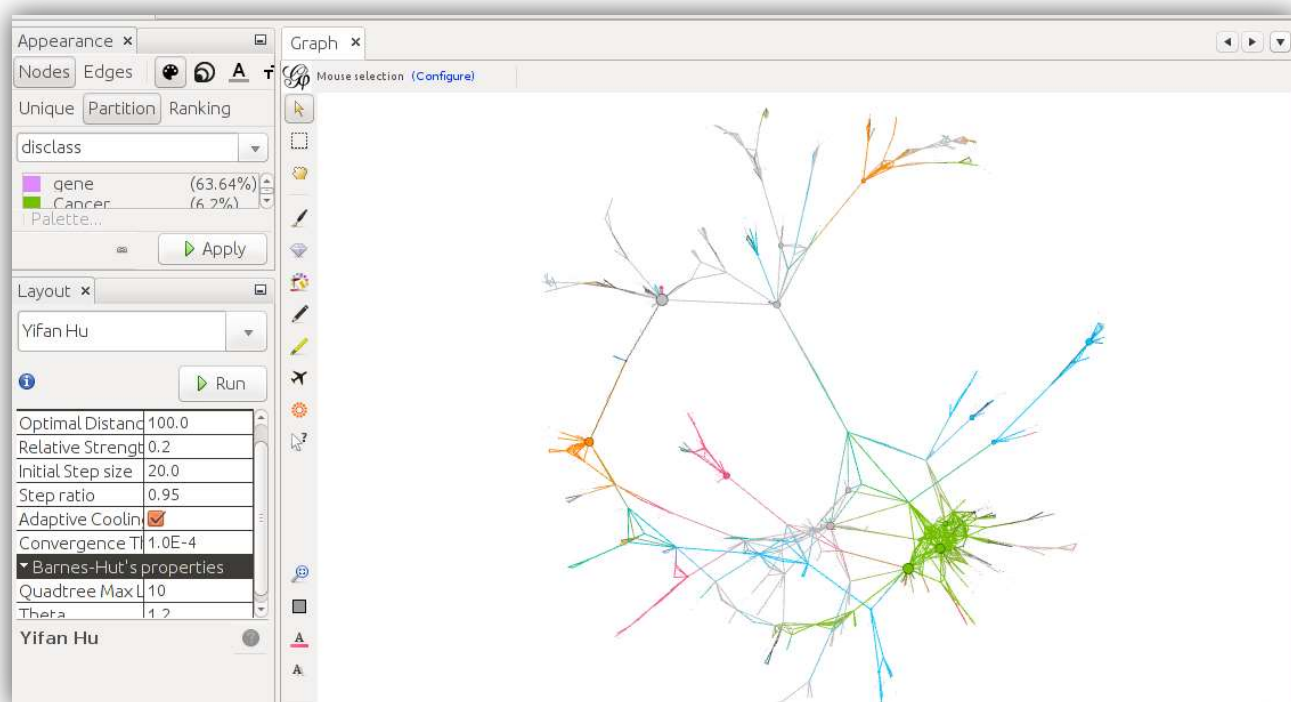 Appearance ×
Nodes Edges A T
Unique Partition Ranking
disclass
gene (63.64%)
Cancer (6.2%)
Palette...
Apply
Layout ×
Yifan Hu
Run
Optimal Distanc 100.0
Relative Strengt 0.2
Initial Step size 20.0
Step ratio 0.95
Adaptive Coolin
Convergence Tl 1.0E-4
Barnes-Hut's properties
Quadtree Max L 10
Theta 1.2
Yifan Hu
Graph ×
Mouse selection (Configure)
?
A
A